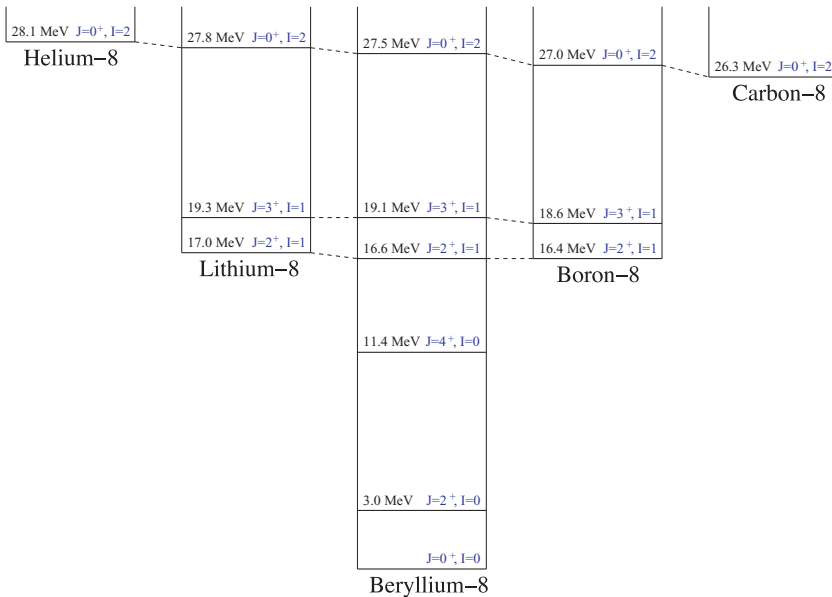 28.1 MeV J=0⁺, I=2
Helium−8
27.8 MeV J=0⁺, I=2
19.3 MeV J=3⁺, I=1
17.0 MeV J=2⁺, I=1
Lithium−8
27.5 MeV J=0⁺, I=2
19.1 MeV J=3⁺, I=1
16.6 MeV J=2⁺, I=1
11.4 MeV J=4⁺, I=0
3.0 MeV J=2⁺, I=0
J=0⁺, I=0
Beryllium−8
27.0 MeV J=0⁺, I=2
18.6 MeV J=3⁺, I=1
16.4 MeV J=2⁺, I=1
Boron−8
26.3 MeV J=0⁺, I=2
Carbon−8